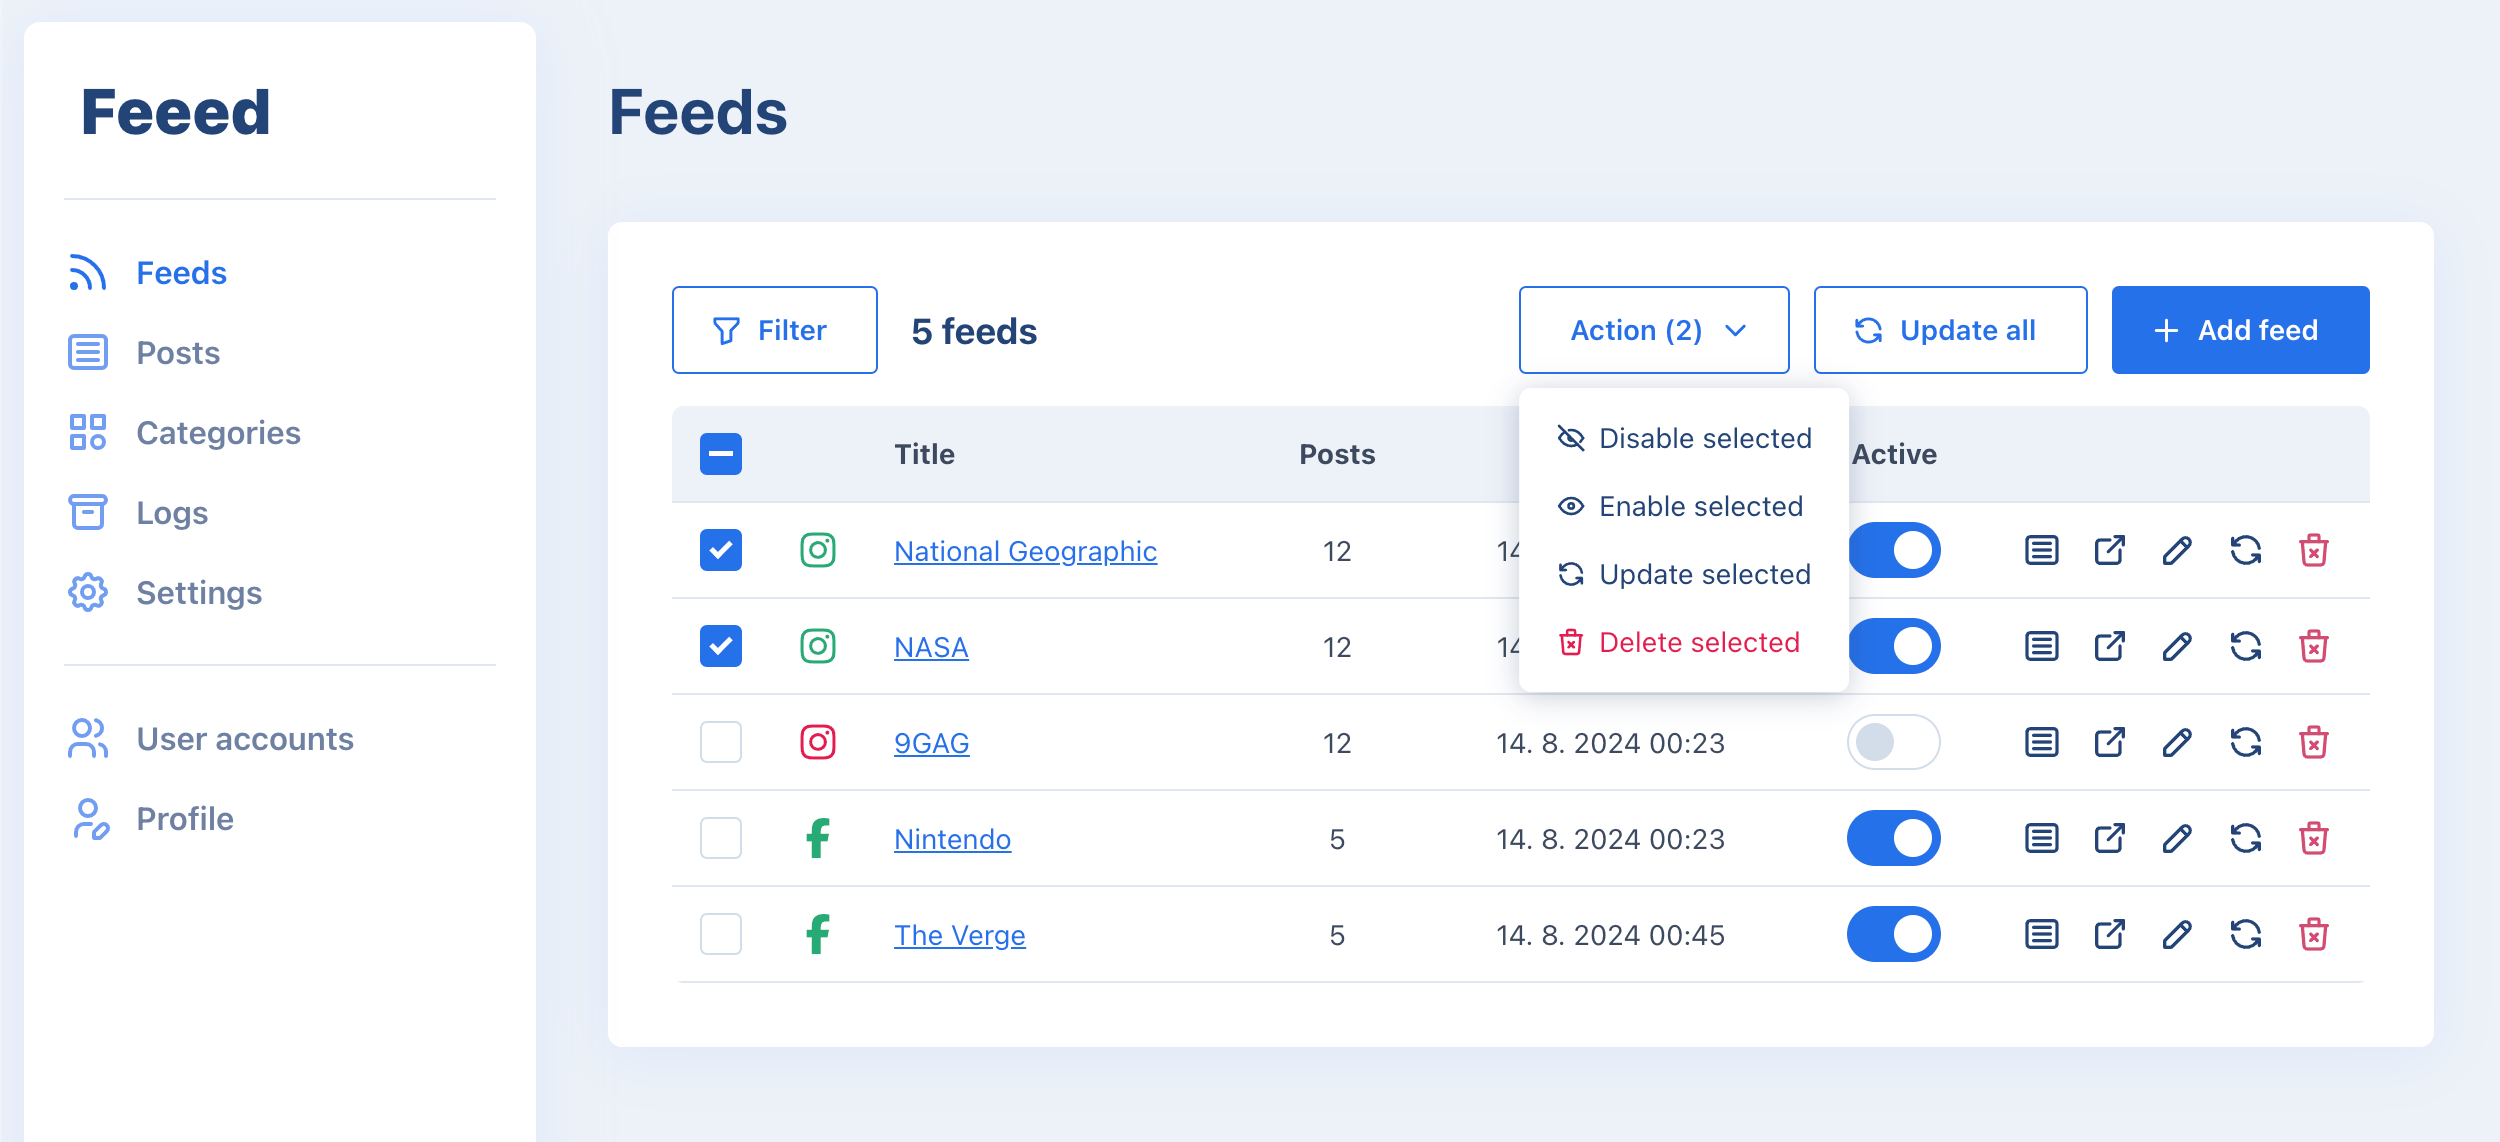 Feeed
Feeds
Posts
Categories
Logs
Settings
User accounts
Profile
Feeds
Filter
5 feeds
Action (2)
Update all
Add feed
Disable selected
Enable selected
Update selected
Delete selected
Title Posts Active
National Geographic 12 14
NASA 12 14
9GAG 12 14. 8. 2024 00:23
Nintendo 5 14. 8. 2024 00:23
The Verge 5 14. 8. 2024 00:45